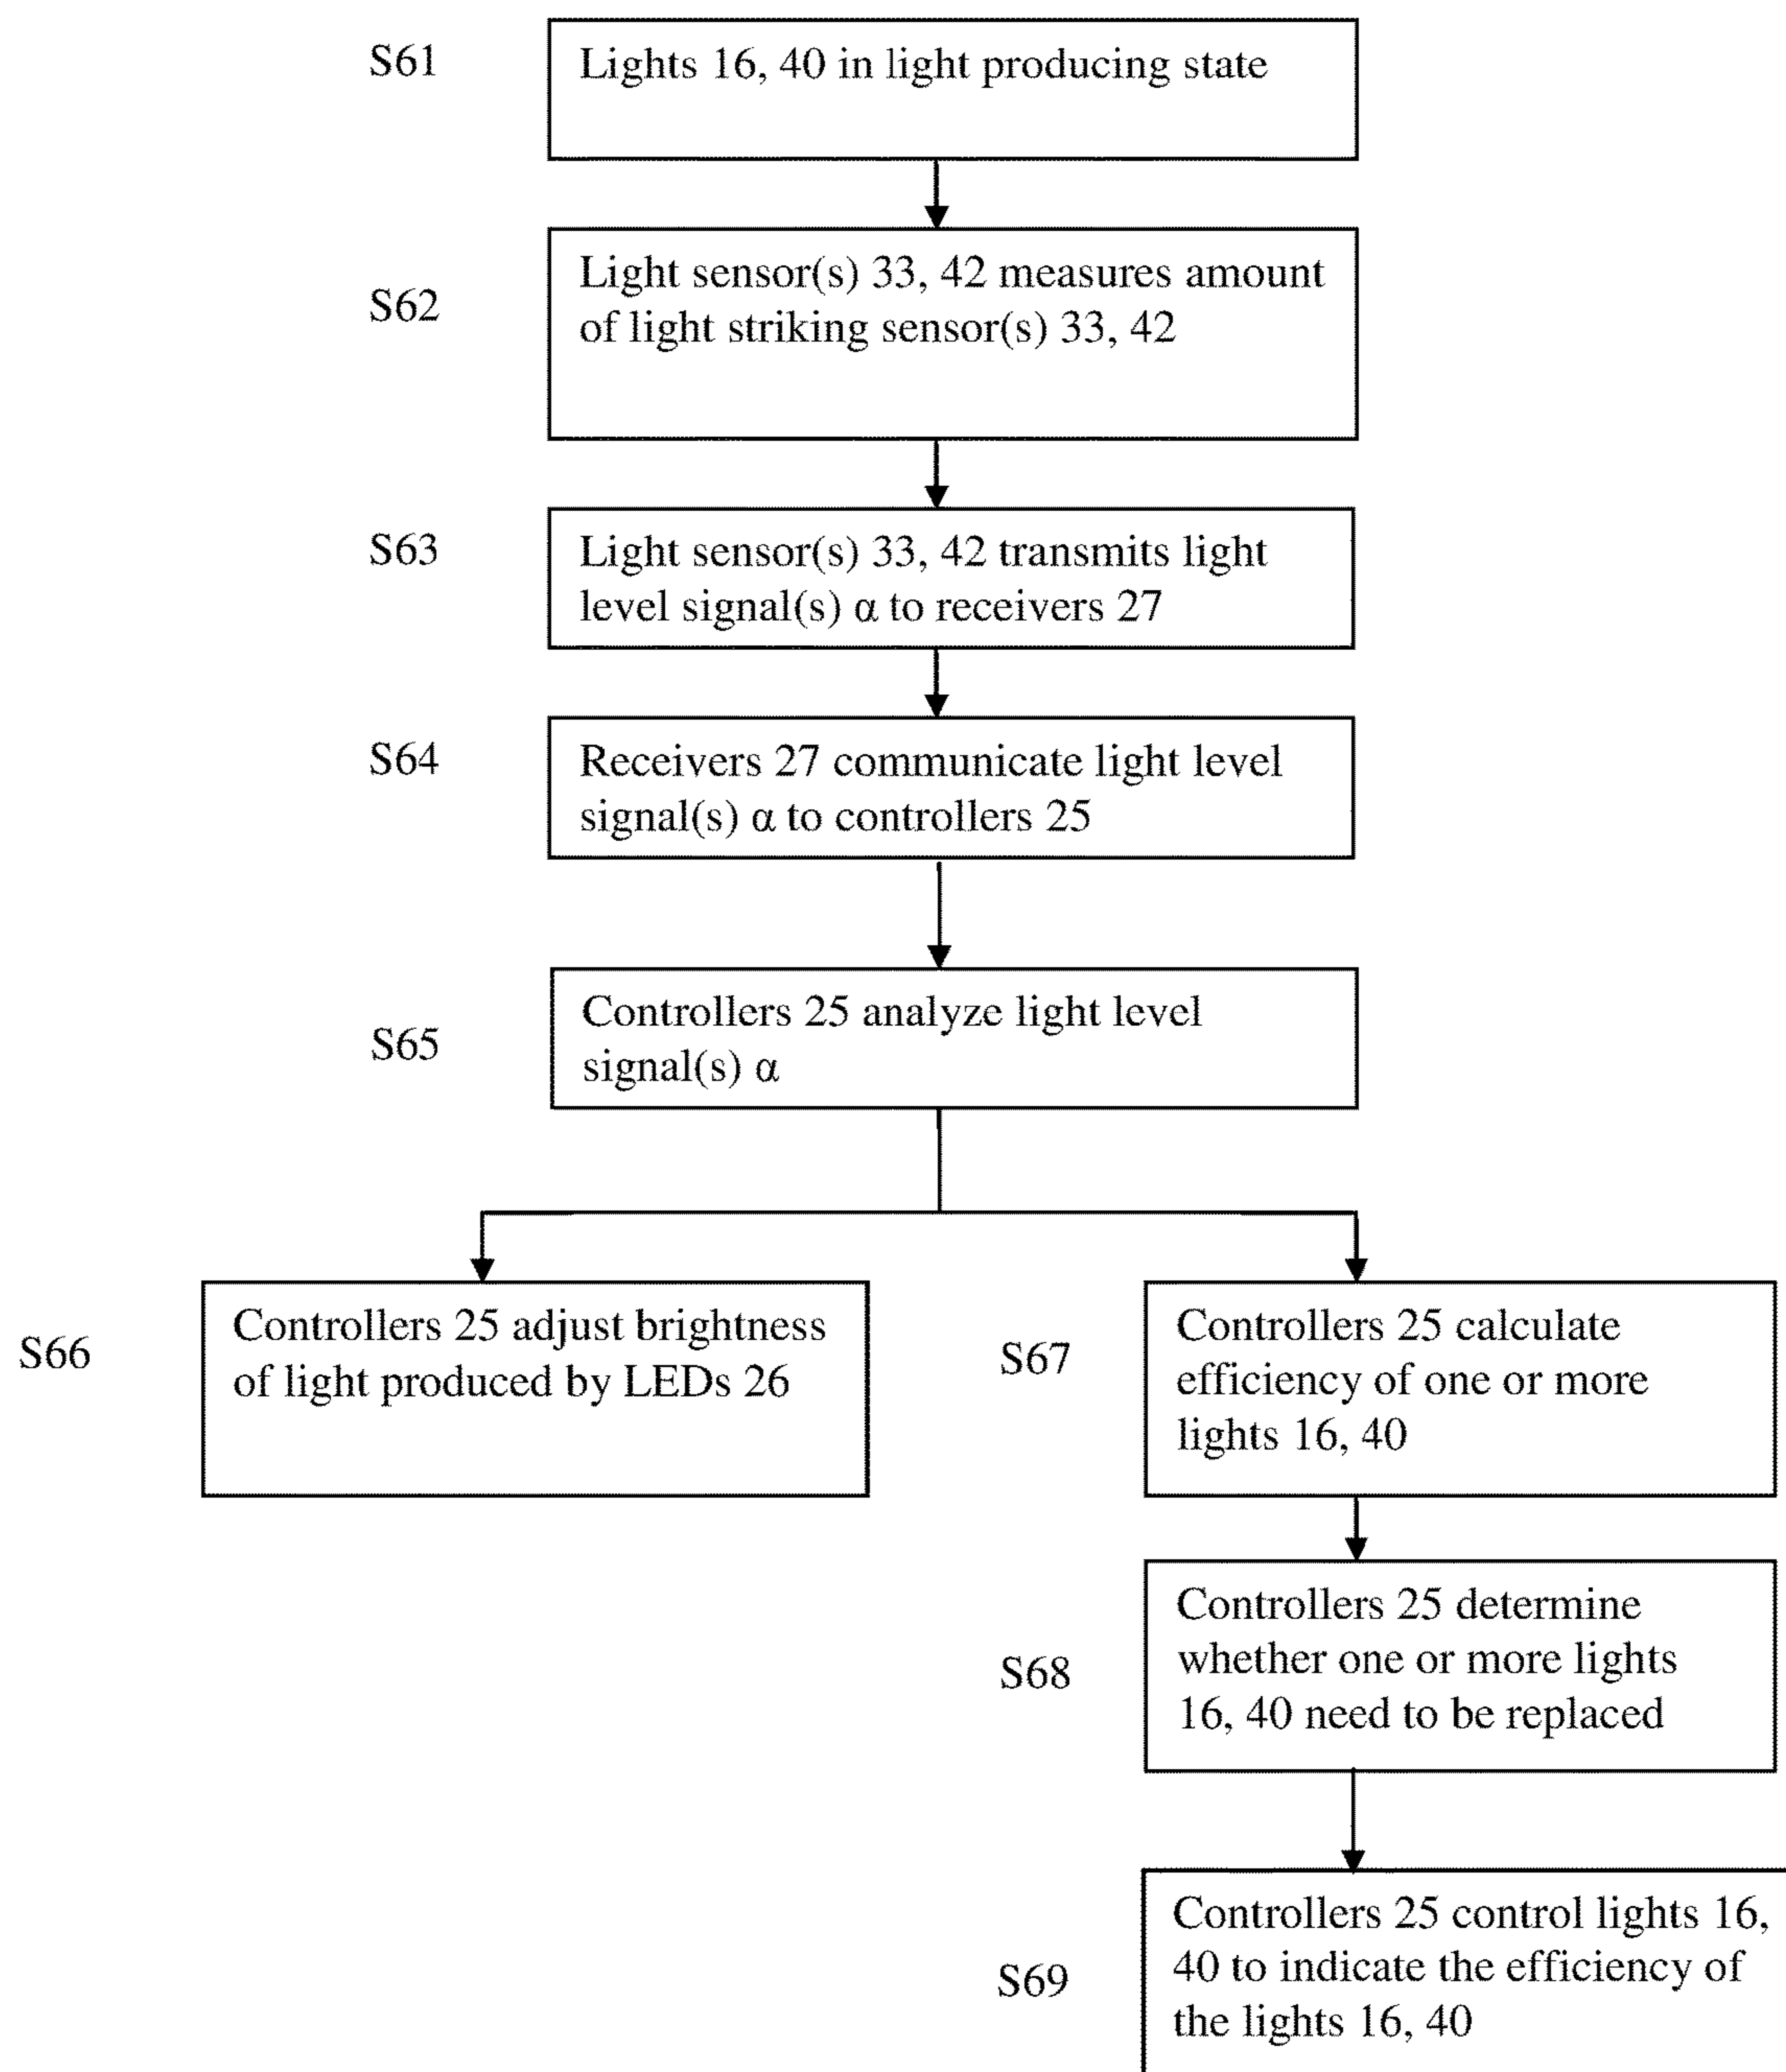 S61
Lights 16, 40 in light producing state
S62
Light sensor(s) 33, 42 measures amount
of light striking sensor(s) 33, 42
S63
Light sensor(s) 33, 42 transmits light
level signal(s) α to receivers 27
S64
Receivers 27 communicate light level
signal(s) α to controllers 25
S65
Controllers 25 analyze light level
signal(s) α
S66
Controllers 25 adjust brightness
of light produced by LEDs 26
S67
Controllers 25 calculate
efficiency of one or more
lights 16, 40
S68
Controllers 25 determine
whether one or more lights
16, 40 need to be replaced
S69
Controllers 25 control lights 16,
40 to indicate the efficiency of
the lights 16, 40